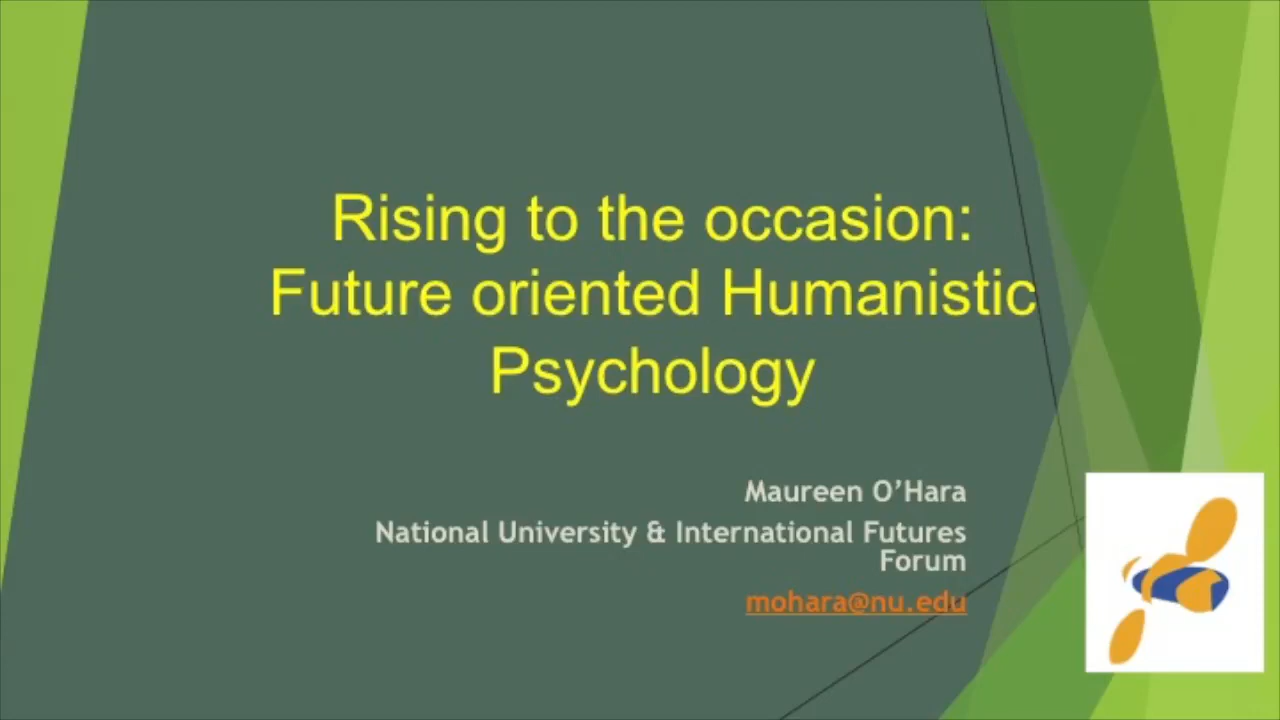 Rising to the occasion:
Future oriented Humanistic
Psychology
Maureen O’Hara
National University & International Futures
Forum
mohara@nu.edu